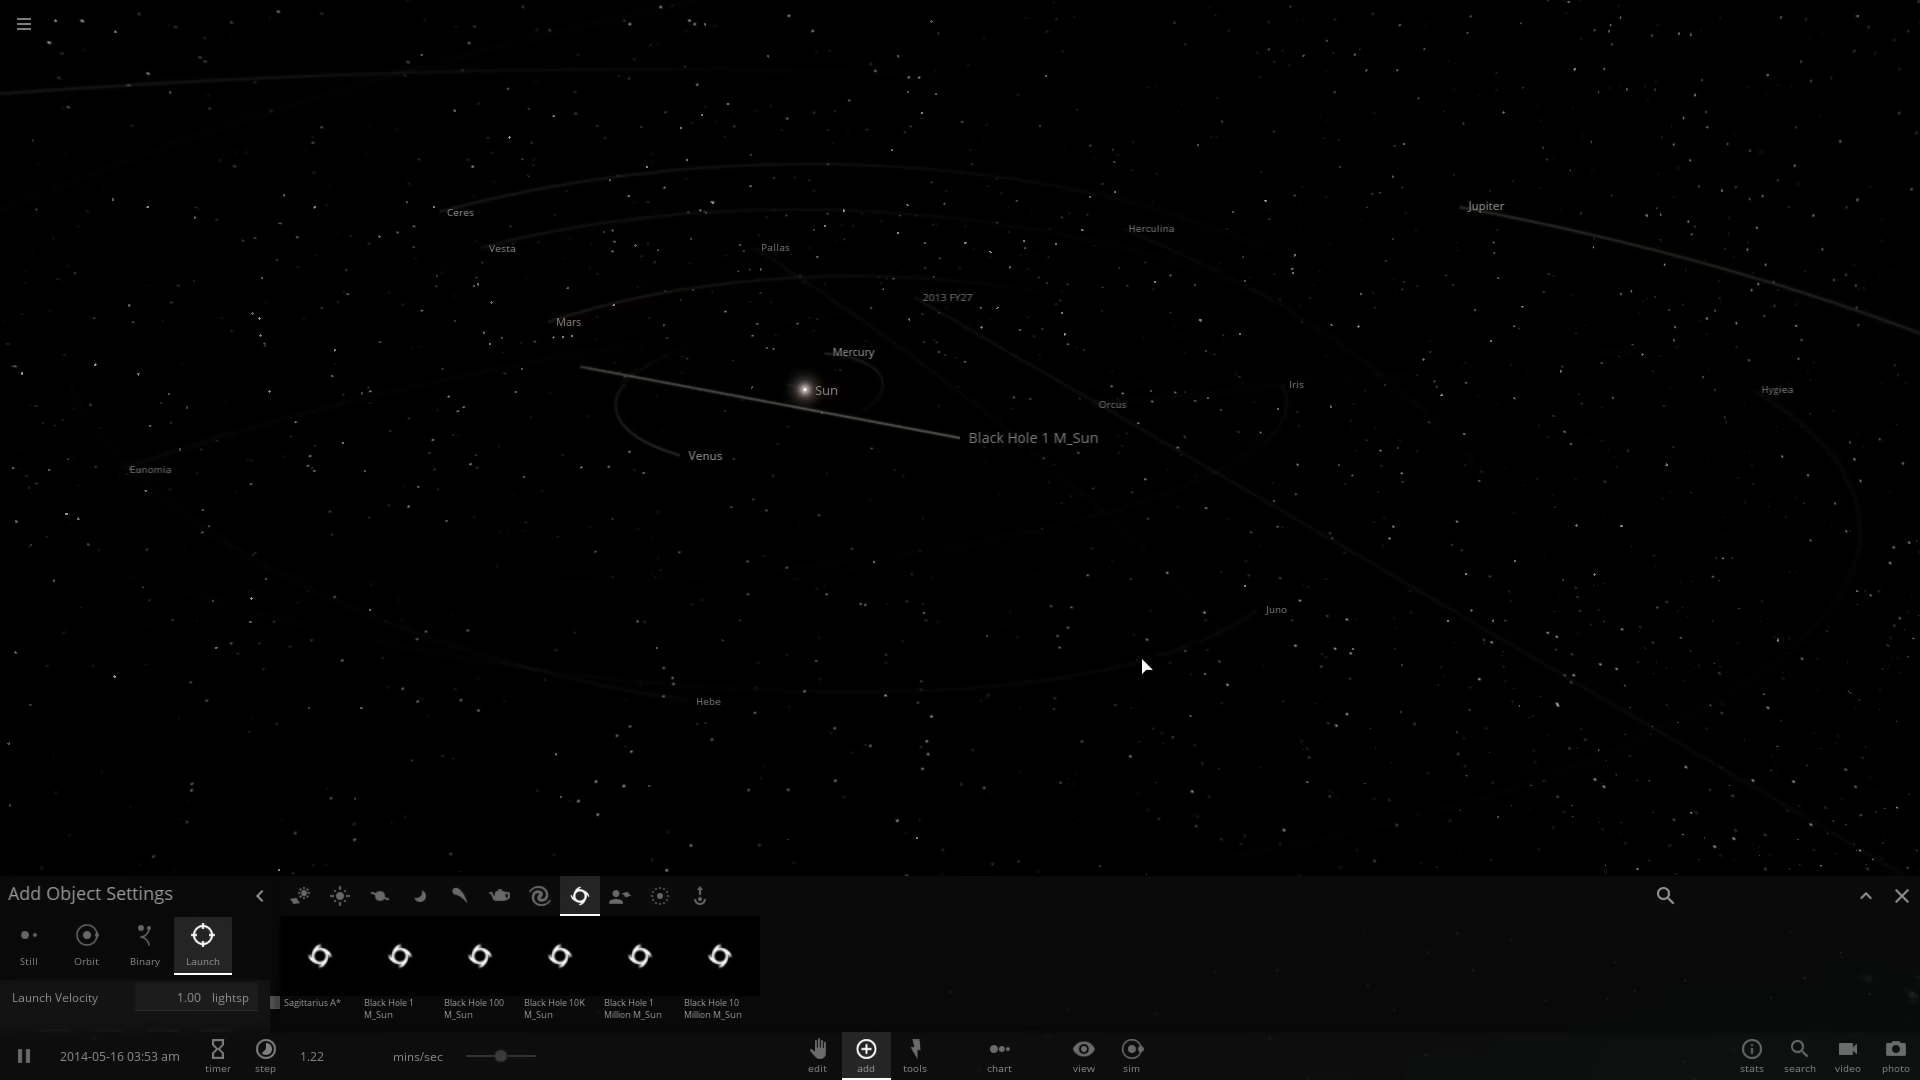 Jupiter
Ceres
Herculina
Vesta
Pallas
2013 FY27
Mars
Mercury
Sun
Iris
Hygiea
Orcus
Black Hole 1 M_Sun
Venus
Eunomia
Juno
Hebe
Add Object Settings
Still
Orbit
Binary
Launch
Launch Velocity
1.00 lightsp
Sagittarius A*
Black Hole 1
M_Sun
Black Hole 100
M_Sun
Black Hole 10K
M_Sun
Black Hole 1
Million M_Sun
Black Hole 10
Million M_Sun
2014-05-16 03:53 am
timer
step
1.22
mins/sec
edit
add
tools
chart
view
sim
stats
search
video
photo